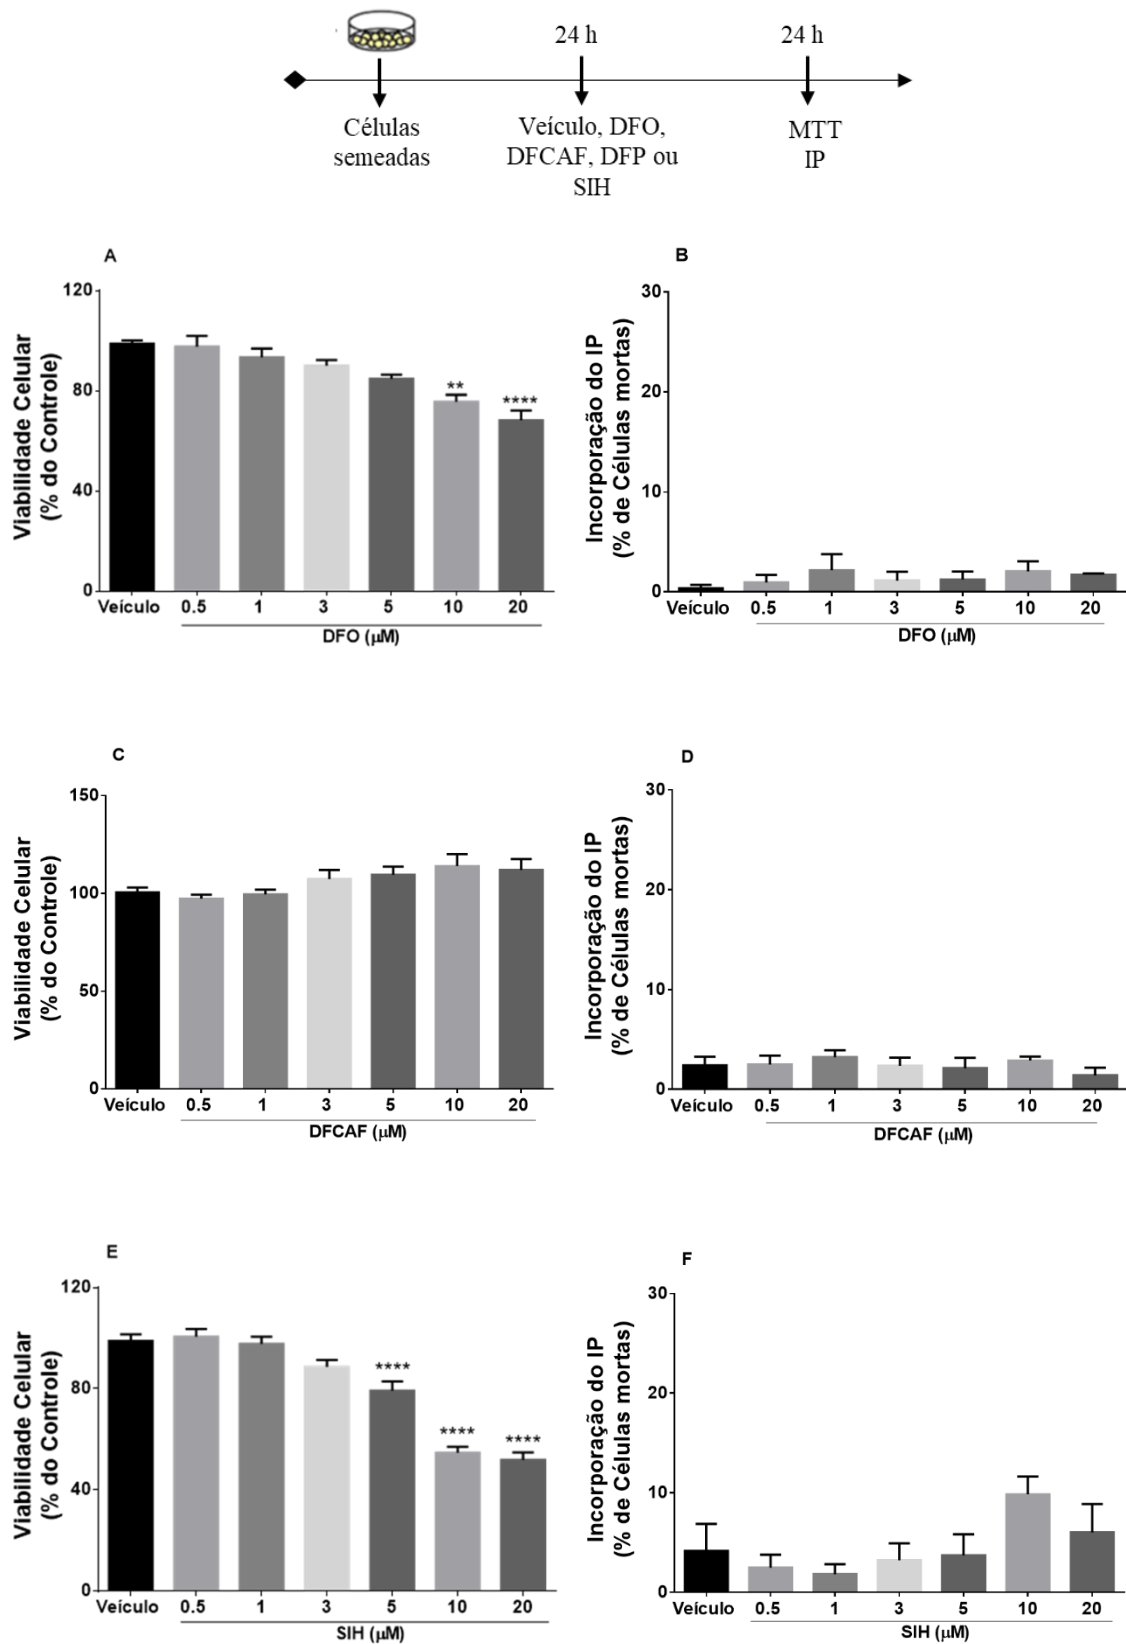 24 h
24 h
Células
semeadas
Veículo, DFO,
DFCAF, DFP ou
SIH
MTT
IP
A
Viabilidade Celular
(% do Controle)
120
80
40
0
**
****
Veículo 0.5 1 3 5 10 20
DFO (µM)
B
Incorporação do IP
(% de Células mortas)
30
20
10
0
Veículo 0.5 1 3 5 10 20
DFO (µM)
C
Viabilidade Celular
(% do Controle)
150
100
50
0
Veículo 0.5 1 3 5 10 20
DFCAF (µM)
D
Incorporação do IP
(% de Células mortas)
30
20
10
0
Veículo 0.5 1 3 5 10 20
DFCAF (µM)
E
Viabilidade Celular
(% do Controle)
120
80
40
0
****
****
****
Veículo 0.5 1 3 5 10 20
SIH (µM)
F
Incorporação do IP
(% de Células mortas)
30
20
10
0
Veículo 0.5 1 3 5 10 20
SIH (µM)